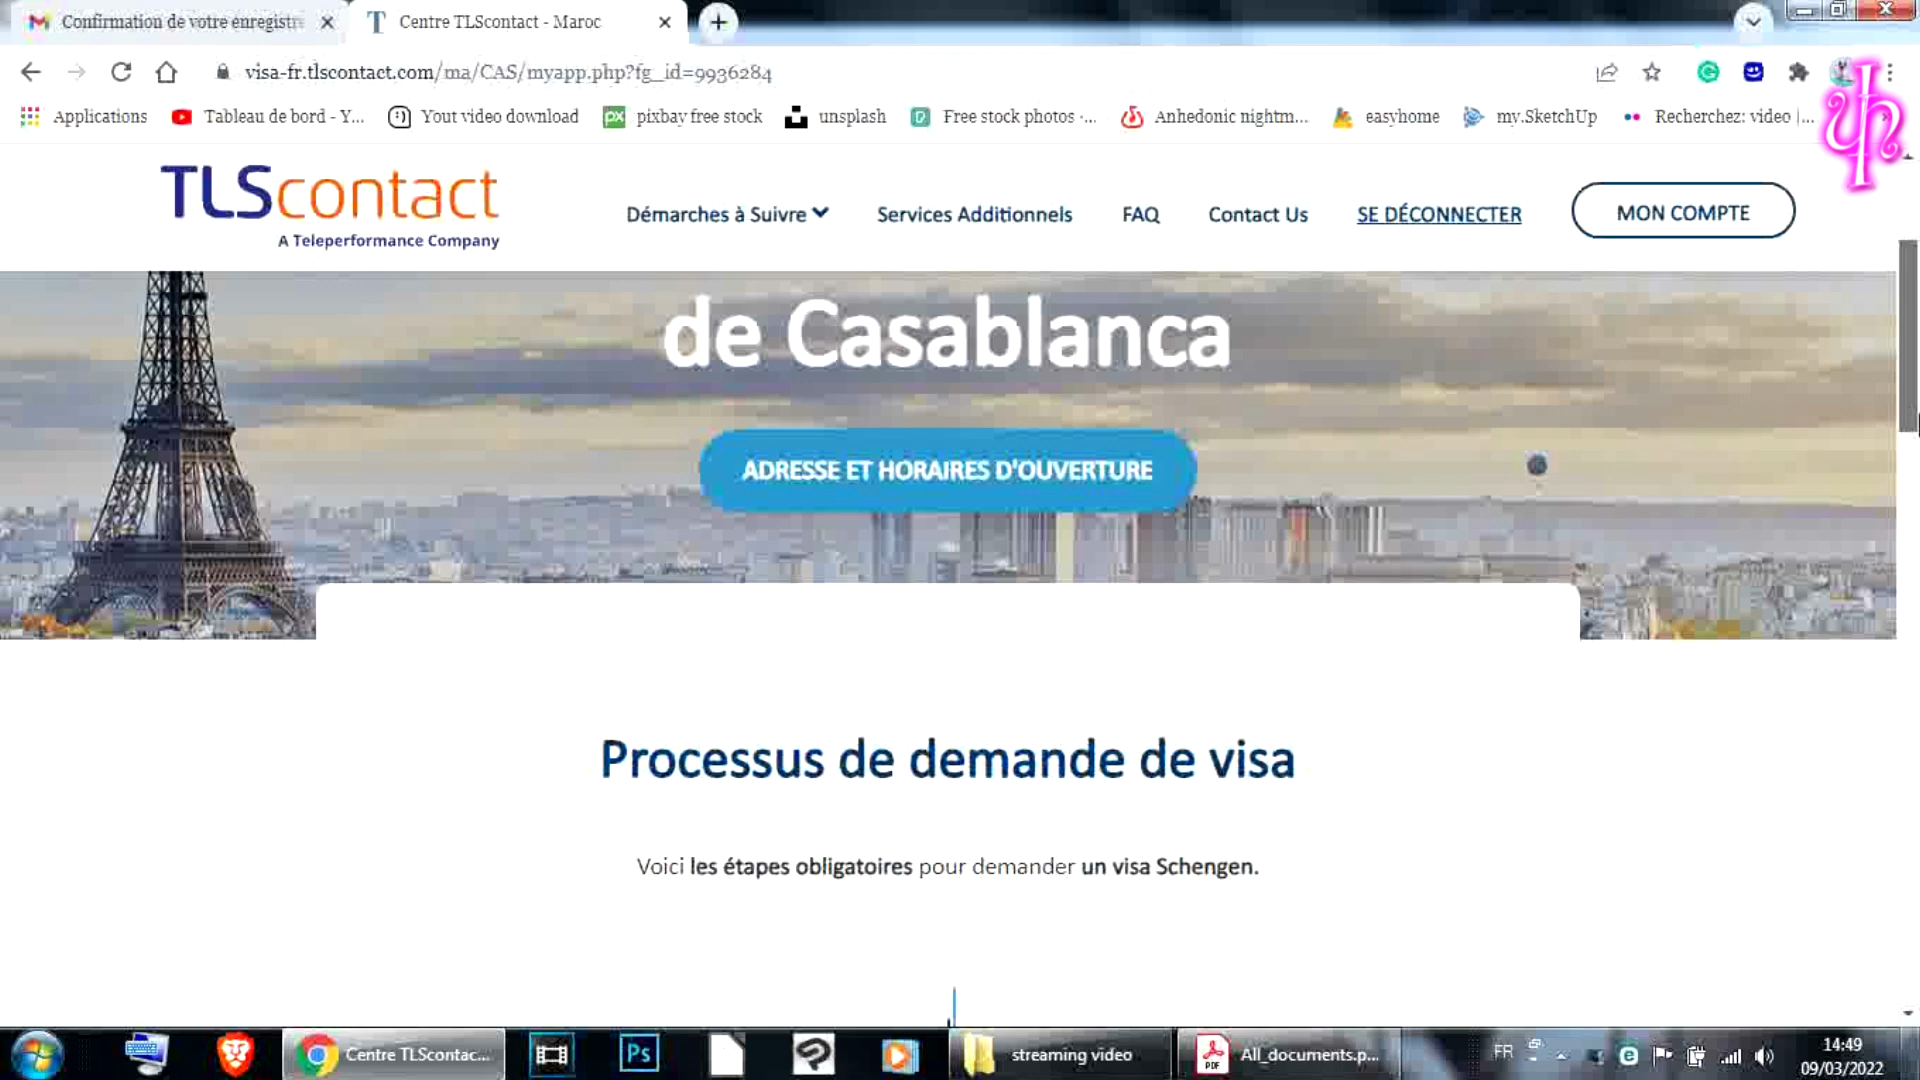 Confirmation de votre enregistre
Centre TLScontact - Maroc
visa-fr.tlscontact.com/ma/CAS/myapp.php?fg_id=9936284
Applications
Tableau de bord - Y...
Yout video download
pixbay free stock
unsplash
Free stock photos ·...
Anhedonic nightm...
easyhome
my.SketchUp
Recherchez: video |...
TLScontact
A Teleperformance Company
Démarches à Suivre
Services Additionnels
FAQ
Contact Us
SE DÉCONNECTER
MON COMPTE
de Casablanca
ADRESSE ET HORAIRES D'OUVERTURE
Processus de demande de visa
Voici les étapes obligatoires pour demander un visa Schengen.
Centre TLScontac...
Ps
streaming video
PDF
All_documents.p...
FR
14:49
09/03/2022